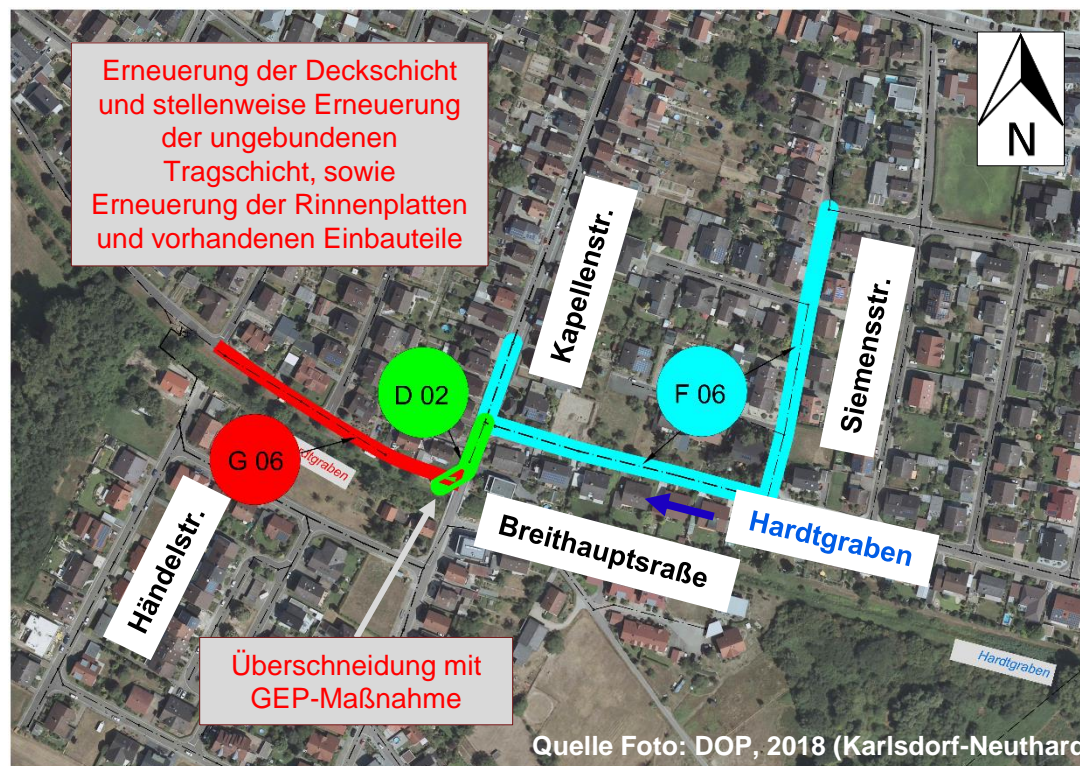 Erneuerung der Deckschicht
und stellenweise Erneuerung
der ungebundenen
Tragschicht, sowie
Erneuerung der Rinnenplatten
und vorhandenen Einbauteile
N
Kapellenstr.
Siemensstr.
D 02
F 06
G 06
rdtgraben
Händelstr.
Breithauptsraße
Hardtgraben
Überschneidung mit
GEP-Maßnahme
Hardtgraben
Quelle Foto: DOP, 2018 (Karlsdorf-Neuthard